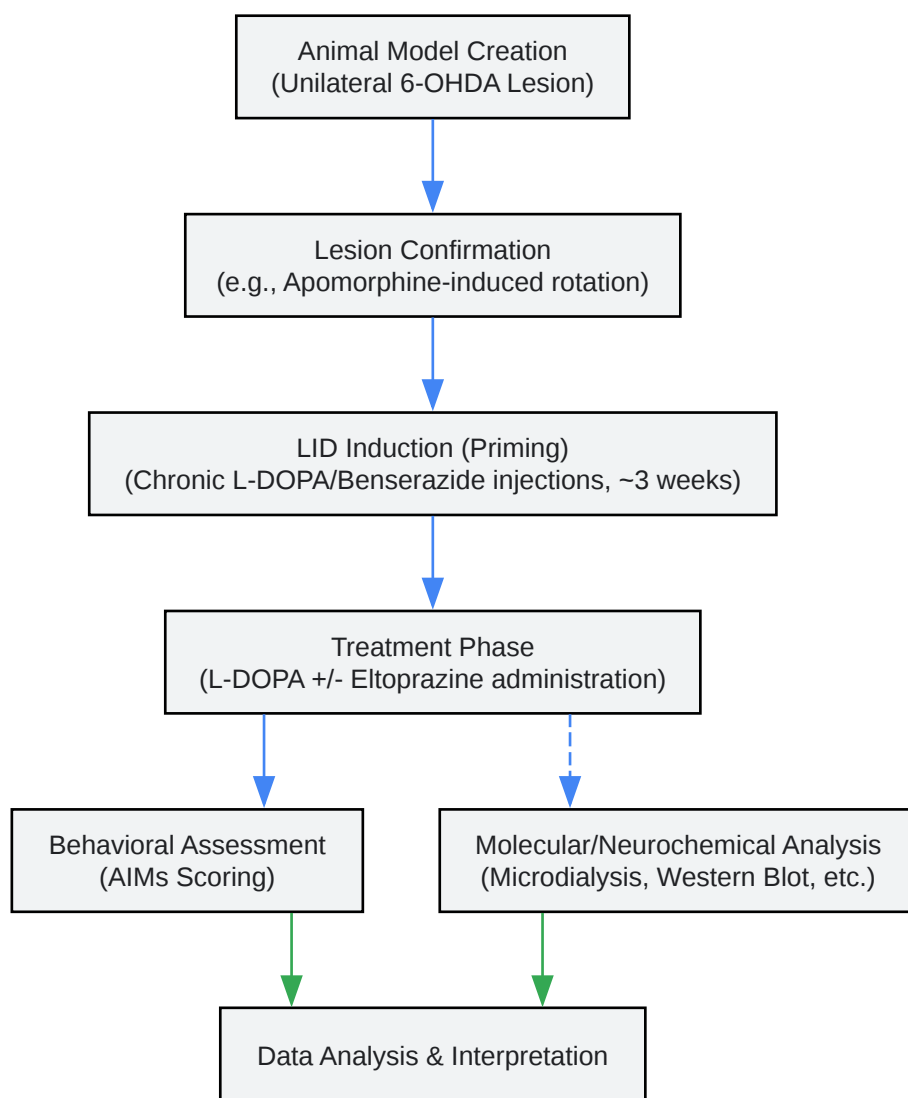 Animal Model Creation
(Unilateral 6-OHDA Lesion)
Lesion Confirmation
(e.g., Apomorphine-induced rotation)
LID Induction (Priming)
(Chronic L-DOPA/Benserazide injections, ~3 weeks)
Treatment Phase
(L-DOPA +/- Eltoprazine administration)
Behavioral Assessment
(AIMs Scoring)
Molecular/Neurochemical Analysis
(Microdialysis, Western Blot, etc.)
Data Analysis & Interpretation